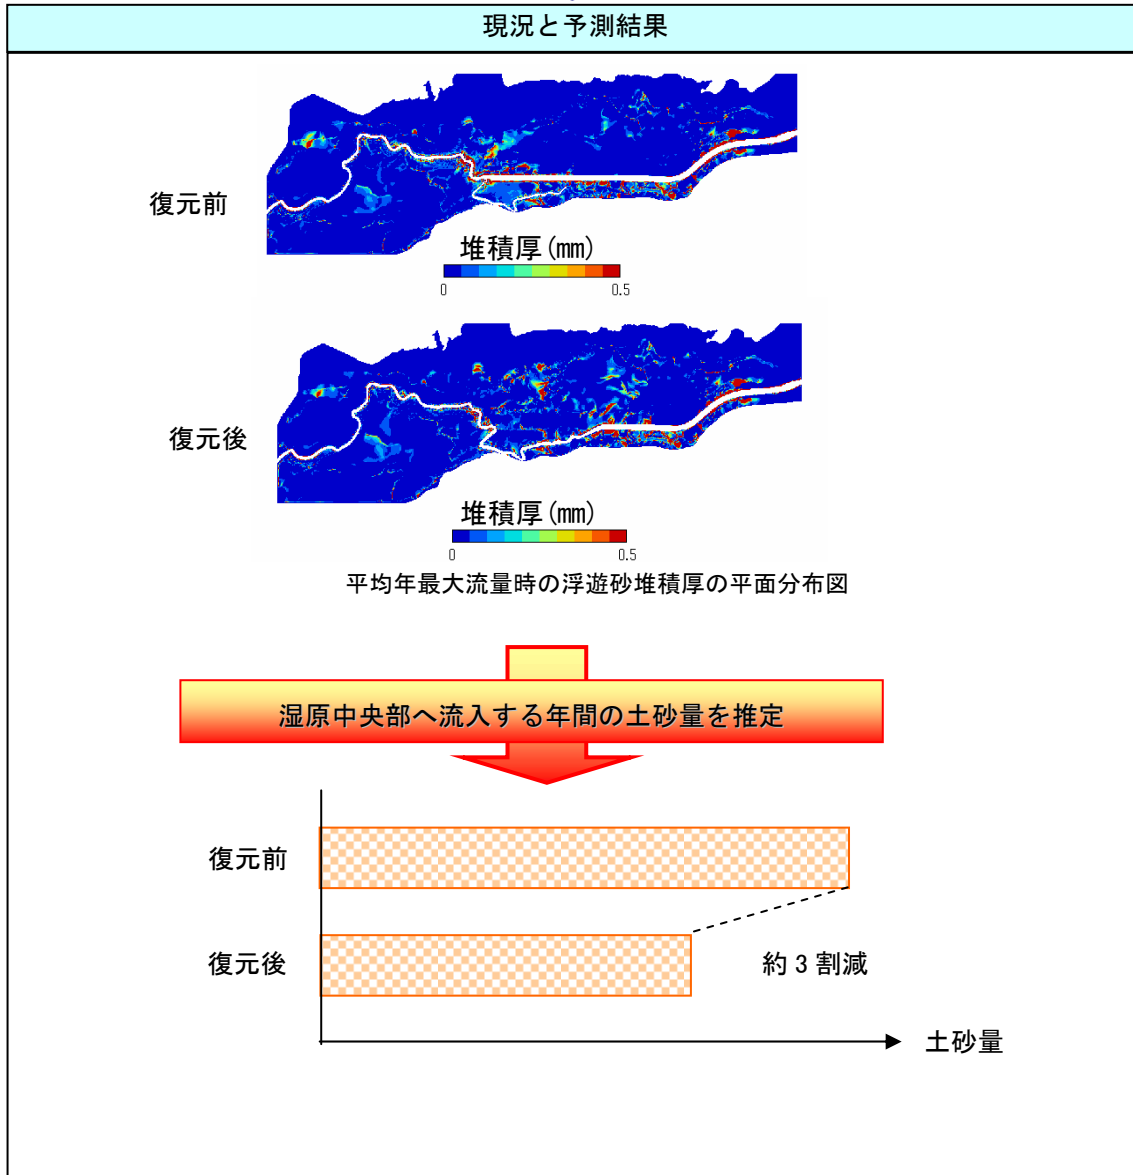 現況と予測結果
復元前
堆積厚(mm)
0 0.5
復元後
堆積厚(mm)
0 0.5
平均年最大流量時の浮遊砂堆積厚の平面分布図
湿原中央部へ流入する年間の土砂量を推定
復元前
復元後
約3割減
土砂量